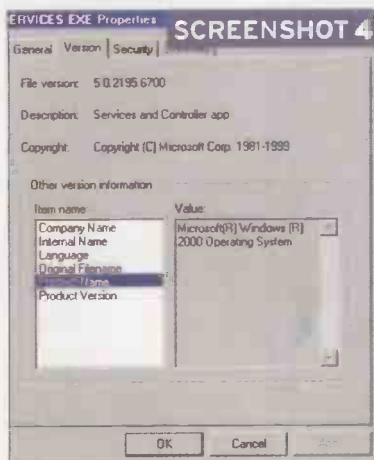 ERVICES EXE Properties
SCREENSHOT 4
General Version Security
File version: 5.0.2195.6700
Description: Services and Controller app
Copyright: Copyright (C) Microsoft Corp. 1981-1999
Other version information
Item name: Value:
Company Name
Internal Name
Language
Original Filename
Product Name
Product Version
Microsoft(R) Windows (R)
2000 Operating System
OK Cancel